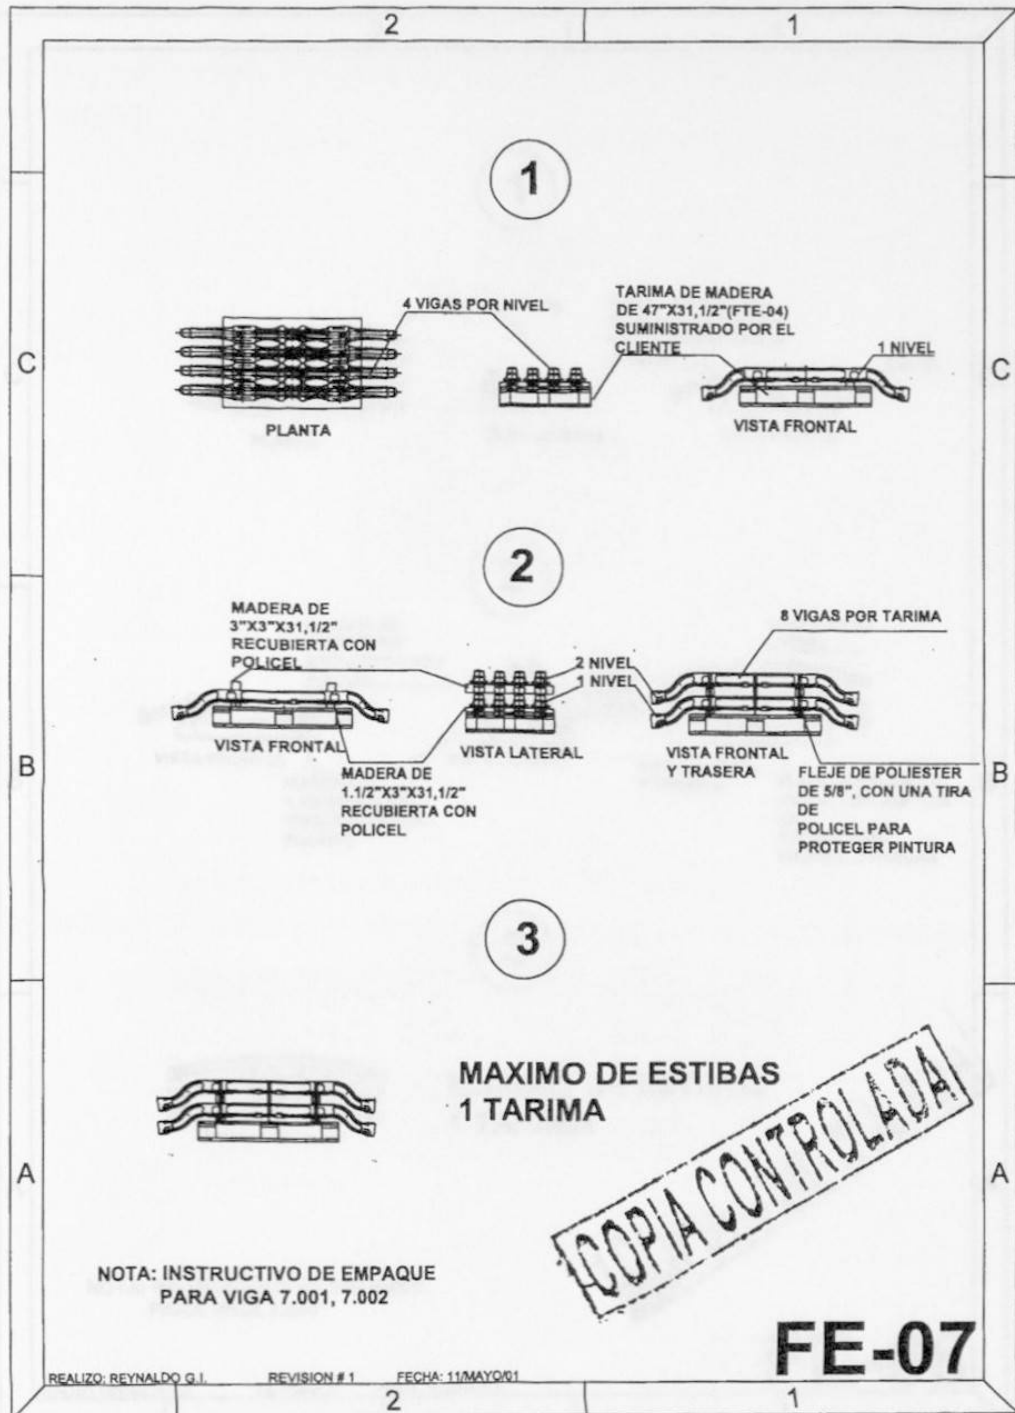 2
1
1
4 VIGAS POR NIVEL
TARIMA DE MADERA
DE 47"X31,1/2"(FTE-04)
SUMINISTRADO POR EL
CLIENTE
1 NIVEL
C
C
PLANTA
VISTA FRONTAL
2
MADERA DE
3"X3"X31,1/2"
RECUBIERTA CON
POLICEL
8 VIGAS POR TARIMA
2 NIVEL
1 NIVEL
VISTA FRONTAL
VISTA LATERAL
VISTA FRONTAL
Y TRASERA
B
B
MADERA DE
1.1/2"X3"X31,1/2"
RECUBIERTA CON
POLICEL
FLEJE DE POLIESTER
DE 5/8", CON UNA TIRA
DE
POLICEL PARA
PROTEGER PINTURA
3
MAXIMO DE ESTIBAS
1 TARIMA
COPIA CONTROLADA
A
A
NOTA: INSTRUCTIVO DE EMPAQUE
PARA VIGA 7.001, 7.002
FE-07
REALIZO: REYNALDO G.I. REVISION # 1 FECHA: 11/MAYO/01
2
1